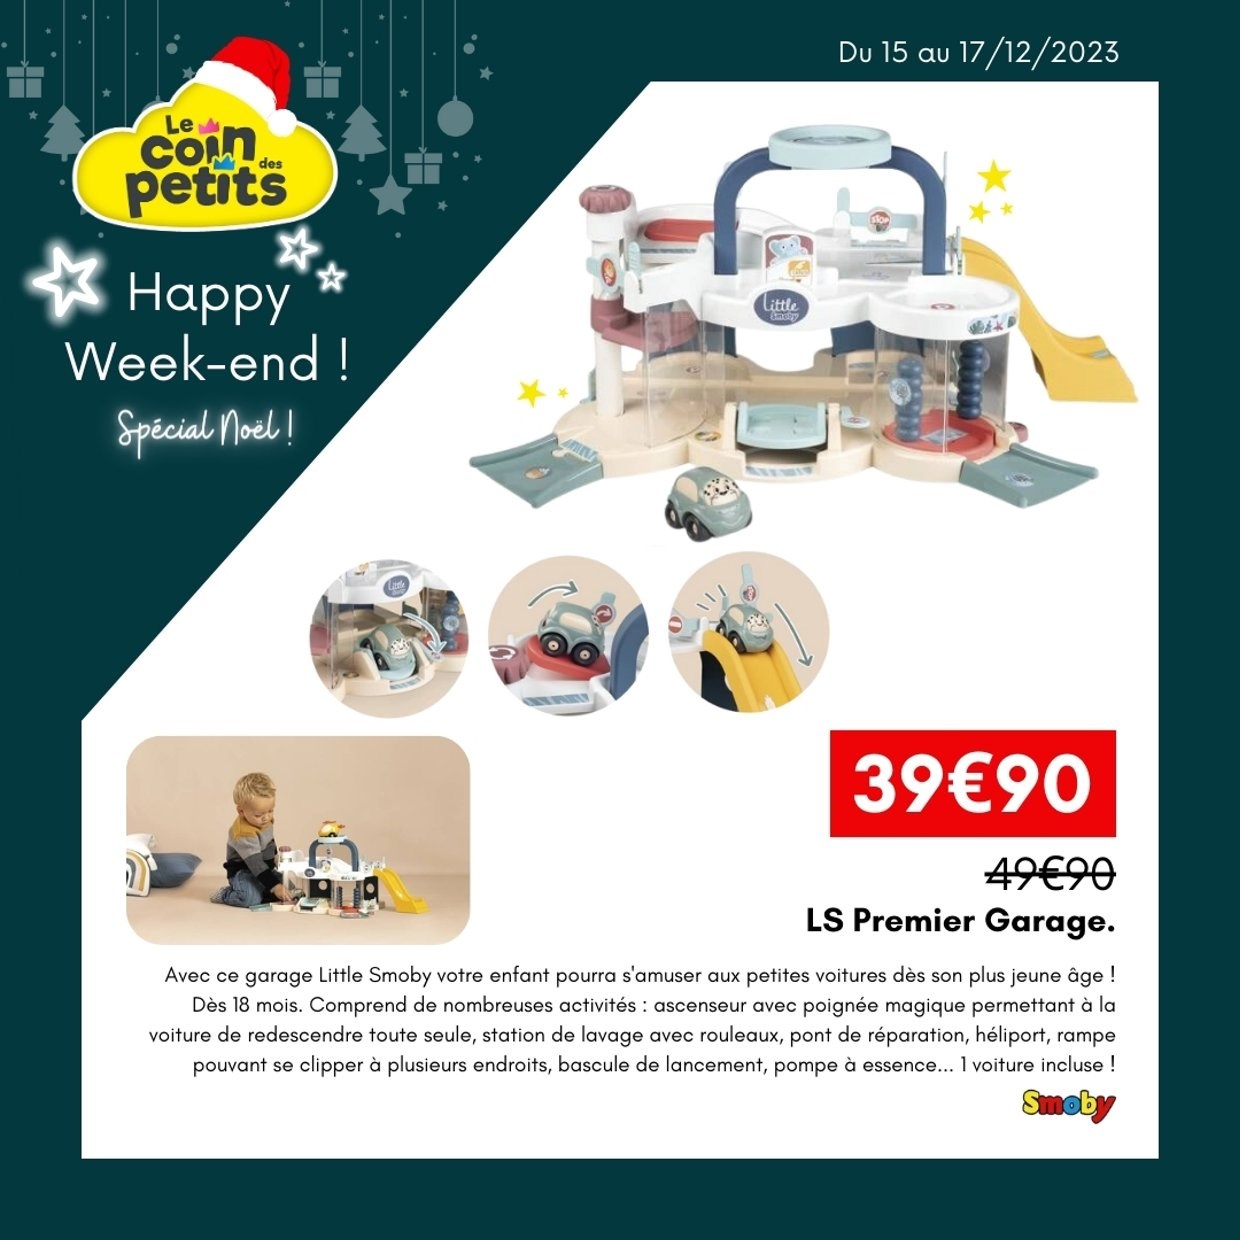 Du 15 au 17/12/2023
Le
coin
des
petits
Happy
Week-end !
Spécial Noël !
STOP
Little
Smoby
39€90
49€90
LS Premier Garage.
Avec ce garage Little Smoby votre enfant pourra s'amuser aux petites voitures dès son plus jeune âge !
Dès 18 mois. Comprend de nombreuses activités : ascenseur avec poignée magique permettant à la
voiture de redescendre toute seule, station de lavage avec rouleaux, pont de réparation, héliport, rampe
pouvant se clipper à plusieurs endroits, bascule de lancement, pompe à essence... 1 voiture incluse !
Smoby